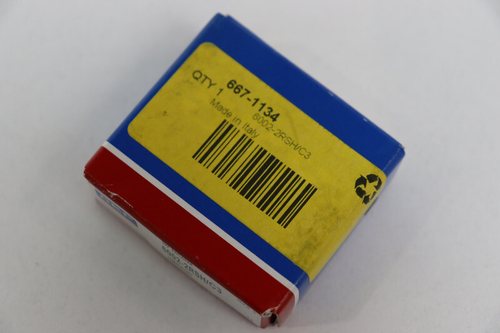 QTY 1 667-1134
6002-2RSH/C3
Made in Italy
6002-2RSH/C3